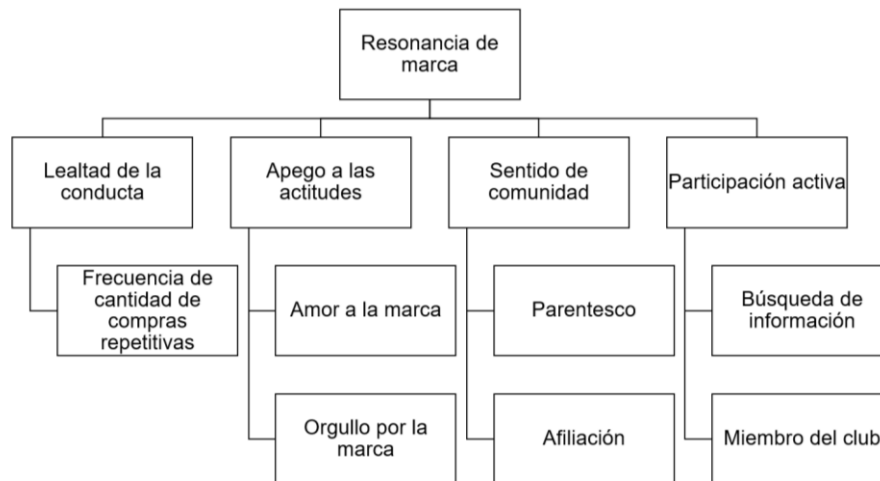 Resonancia de
marca
Lealtad de la
conducta
Apego a las
actitudes
Sentido de
comunidad
Participación activa
Frecuencia de
cantidad de
compras
repetitivas
Amor a la marca
Parentesco
Búsqueda de
información
Orgullo por la
marca
Afiliación
Miembro del club